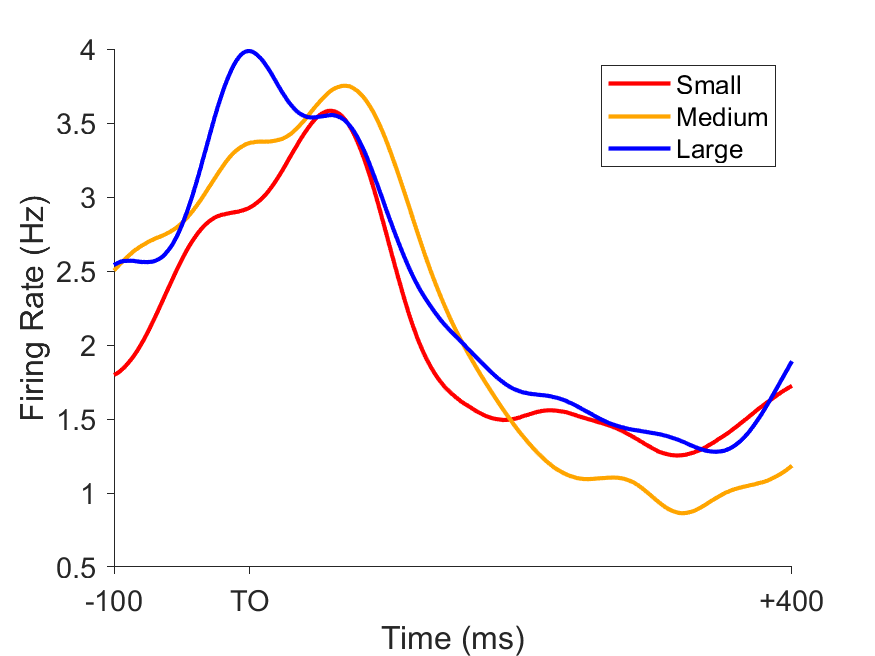 4
3.5
3
2.5
2
1.5
1
0.5
Firing Rate (Hz)
-100
TO
+400
Time (ms)
Small
Medium
Large